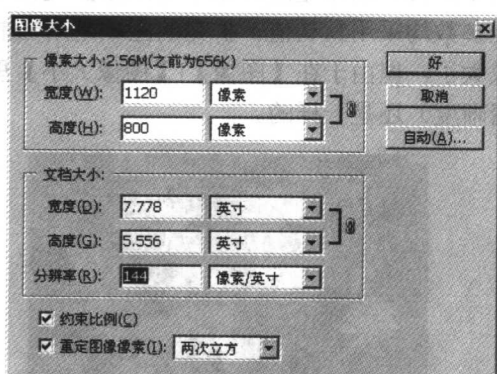 图像大小
像素大小:2.56M(之前为656K)
好
宽度(W): 1120 像素
取消
高度(H): 800 像素
自动(A)...
文档大小:
宽度(D): 7.778 英寸
高度(G): 5.556 英寸
分辨率(R): 144 像素/英寸
约束比例(C)
重定图像像素(I): 两次立方